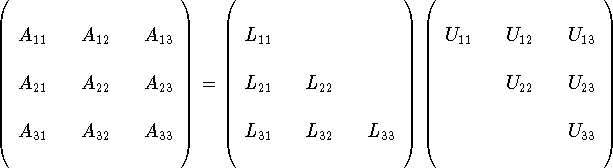 A₁₁ A₁₂ A₁₃ L₁₁ U₁₁ U₁₂ U₁₃
A₂₁ A₂₂ A₂₃ = L₂₁ L₂₂ U₂₂ U₂₃
A₃₁ A₃₂ A₃₃ L₃₁ L₃₂ L₃₃ U₃₃